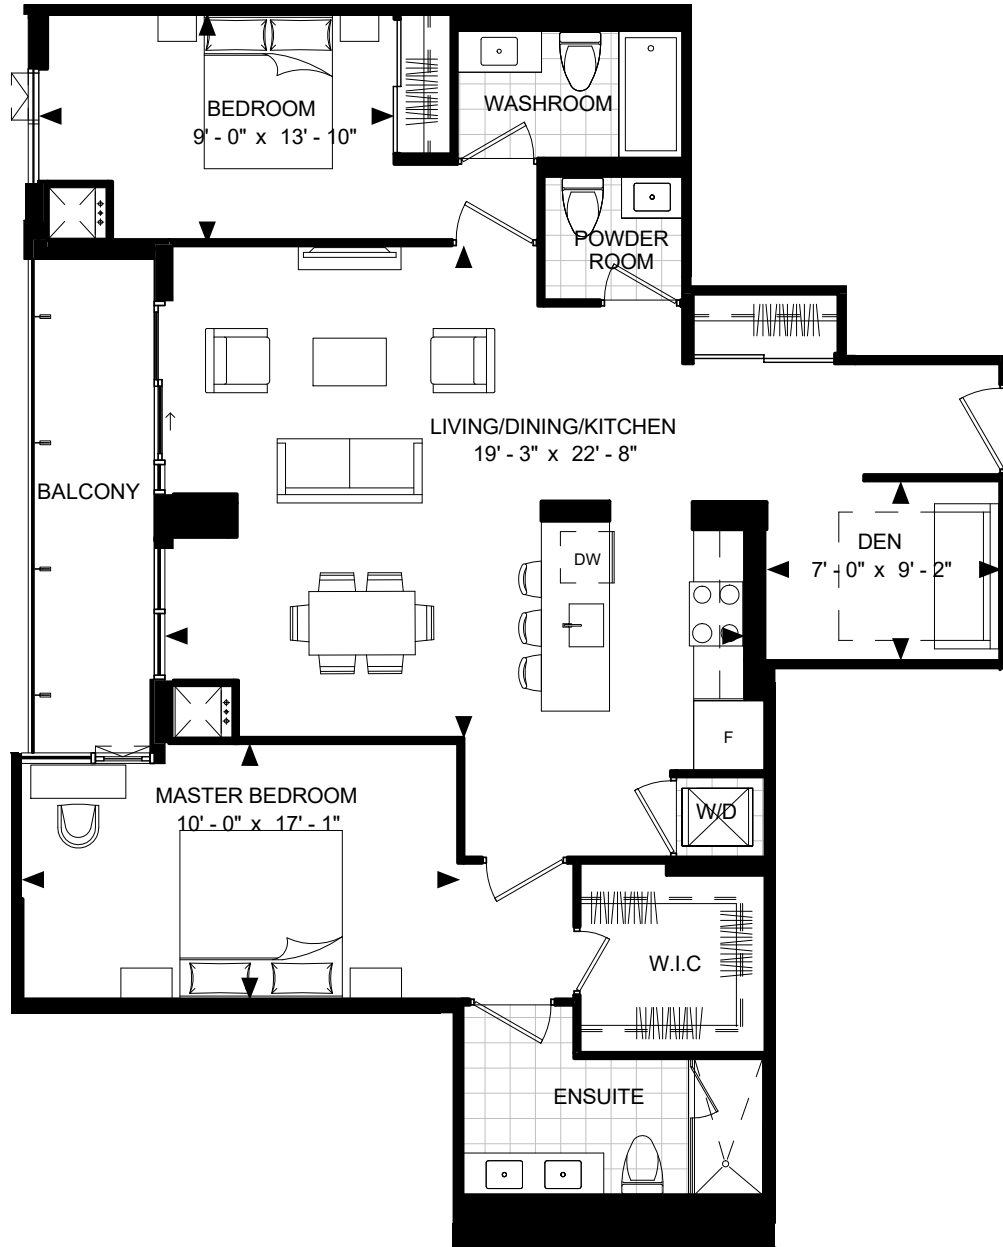 BEDROOM
9' - 0" x 13' - 10"
WASHROOM
POWDER
ROOM
LIVING/DINING/KITCHEN
19' - 3" x 22' - 8"
BALCONY
DEN
7' - 0" x 9' - 2"
DW
F
MASTER BEDROOM
10' - 0" x 17' - 1"
W/D
W.I.C
ENSUITE